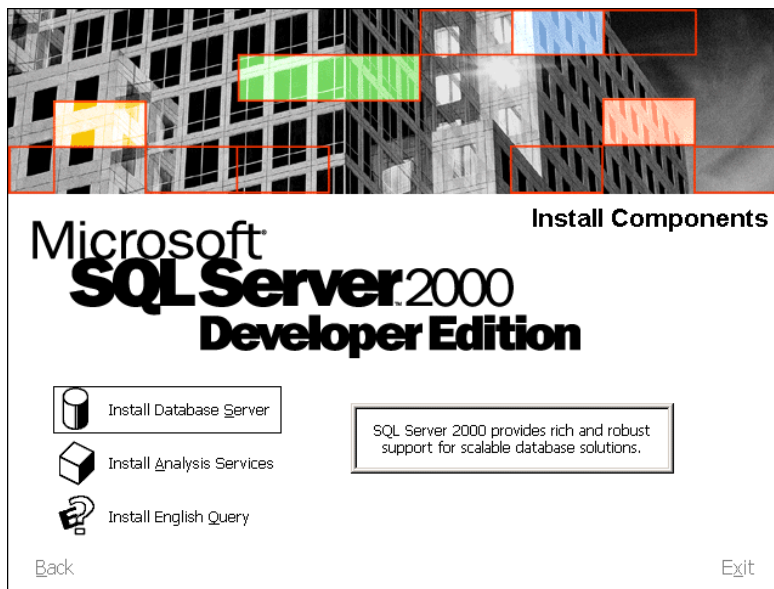 Install Components
Microsoft
SQL Server™ 2000
Developer Edition
Install Database Server
SQL Server 2000 provides rich and robust
support for scalable database solutions.
Install Analysis Services
Install English Query
Back
Exit